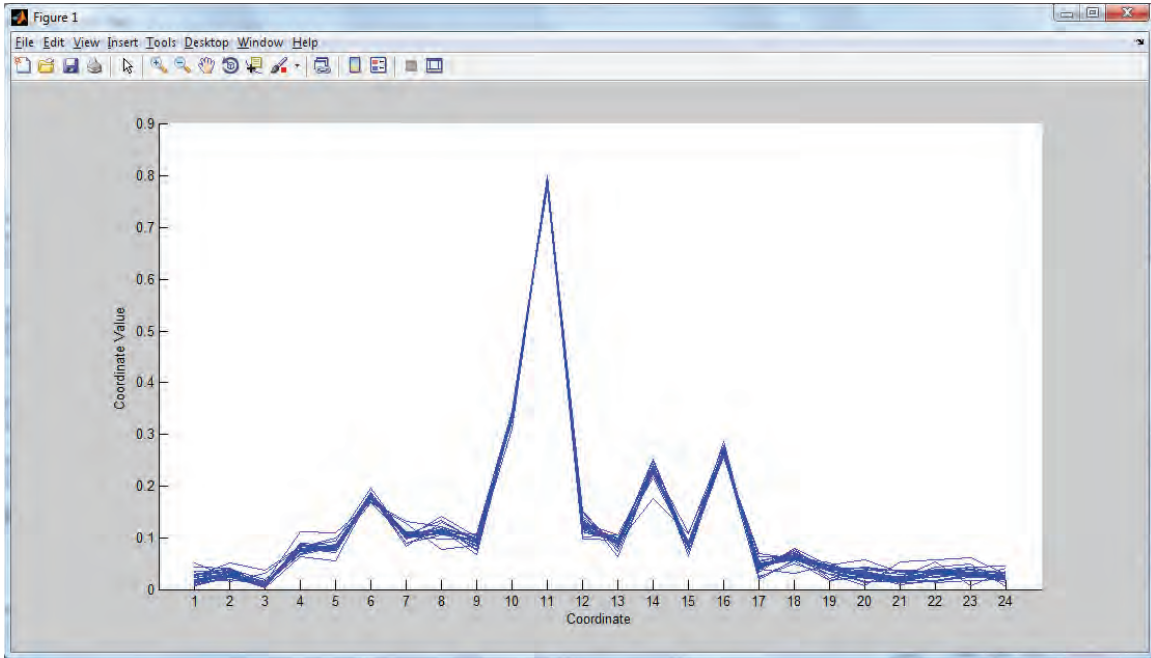 Figure 1
File Edit View Insert Tools Desktop Window Help
0.9
0.8
0.7
0.6
0.5
0.4
0.3
0.2
0.1
0
Coordinate Value
1 2 3 4 5 6 7 8 9 10 11 12 13 14 15 16 17 18 19 20 21 22 23 24
Coordinate